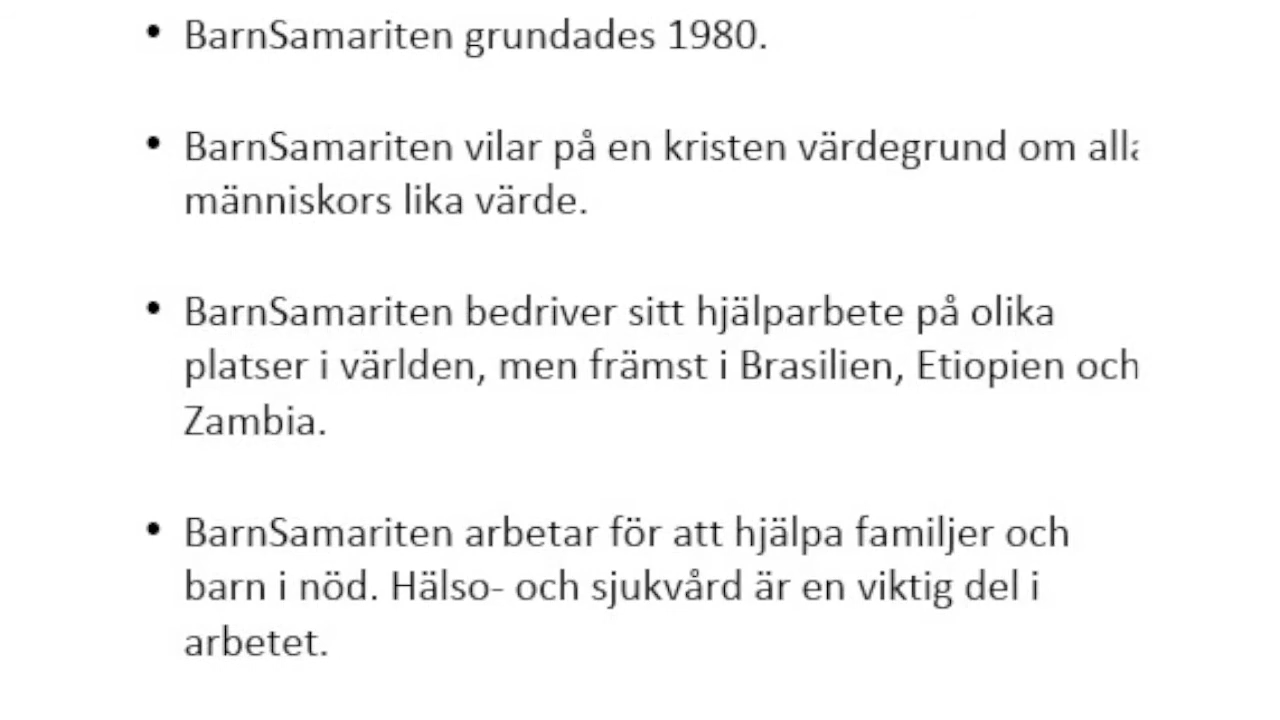 • BarnSamariten grundades 1980.
• BarnSamariten vilar på en kristen värdegrund om alla
människors lika värde.
• BarnSamariten bedriver sitt hjälparbete på olika
platser i världen, men främst i Brasilien, Etiopien och
Zambia.
• BarnSamariten arbetar för att hjälpa familjer och
barn i nöd. Hälso- och sjukvård är en viktig del i
arbetet.